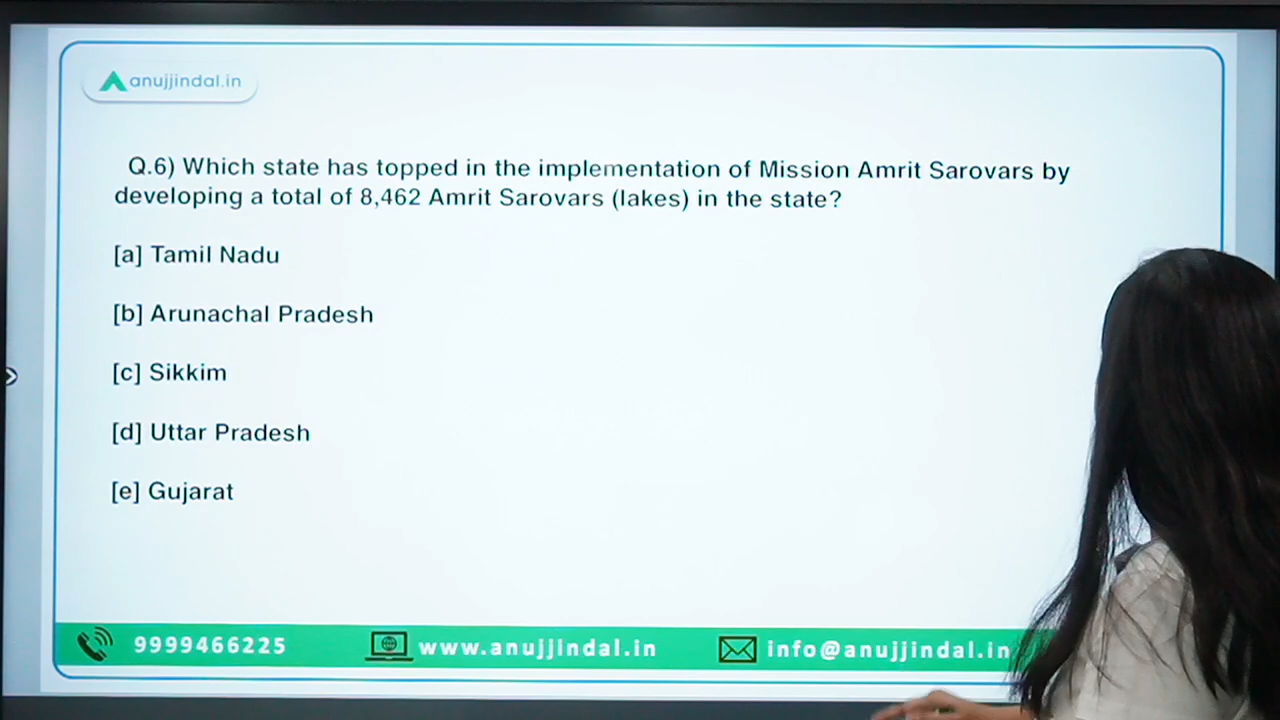 anujjindal.in
Q.6) Which state has topped in the implementation of Mission Amrit Sarovars by
developing a total of 8,462 Amrit Sarovars (lakes) in the state?
[a] Tamil Nadu
[b] Arunachal Pradesh
[c] Sikkim
[d] Uttar Pradesh
[e] Gujarat
9999466225 www.anujjindal.in info@anujjindal.in